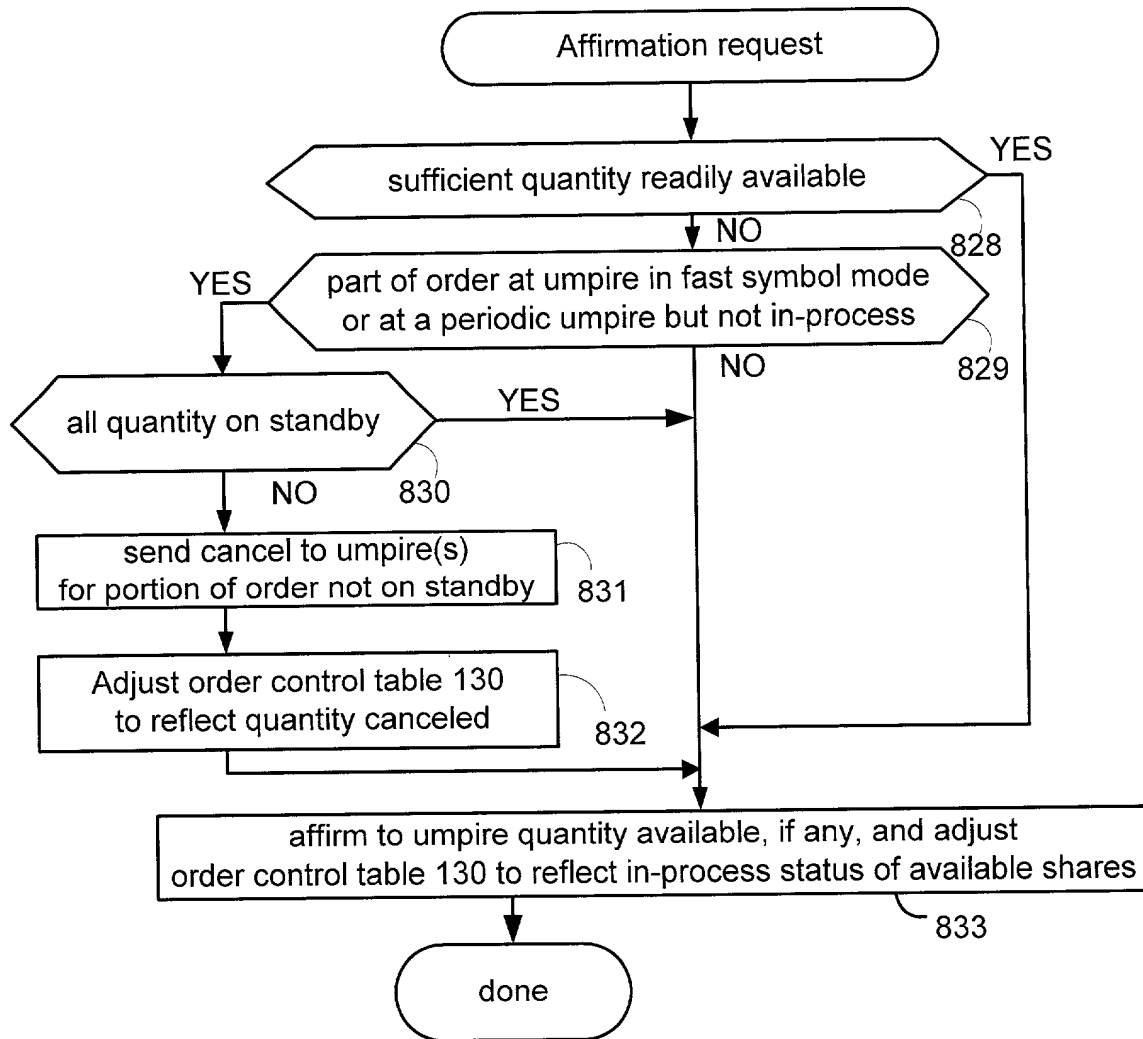 Affirmation request
YES
sufficient quantity readily available
828
NO
YES
part of order at umpire in fast symbol mode
or at a periodic umpire but not in-process
829
NO
all quantity on standby
YES
830
NO
send cancel to umpire(s)
for portion of order not on standby
831
Adjust order control table 130
to reflect quantity canceled
832
affirm to umpire quantity available, if any, and adjust
order control table 130 to reflect in-process status of available shares
833
done